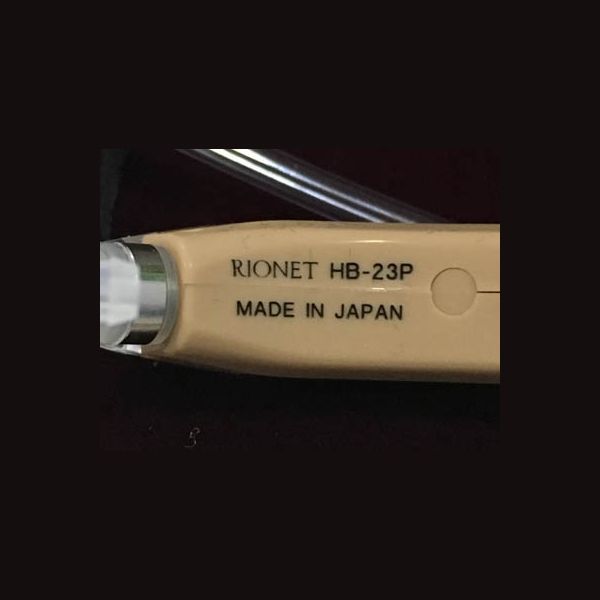 RIONET HB-23P
MADE IN JAPAN